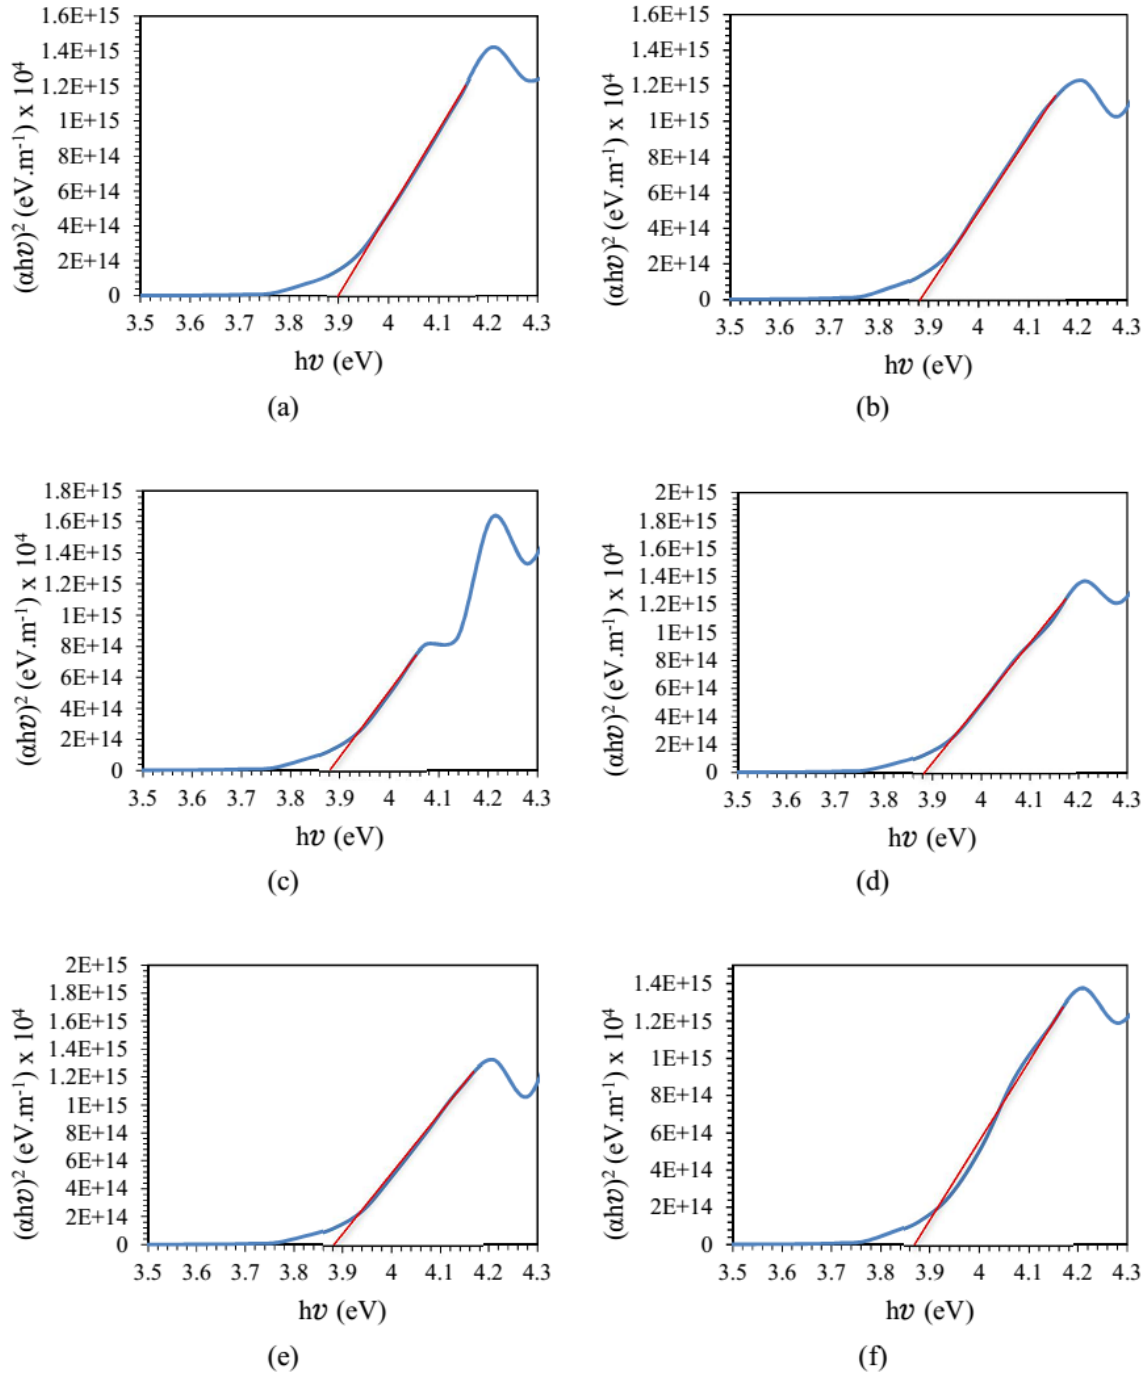 (αhʋ)² (eV.m⁻¹) x 10⁴
1.6E+15
1.4E+15
1.2E+15
1E+15
8E+14
6E+14
4E+14
2E+14
0
3.5 3.6 3.7 3.8 3.9 4 4.1 4.2 4.3
hʋ (eV)
(a)
(αhʋ)² (eV.m⁻¹) x 10⁴
1.6E+15
1.4E+15
1.2E+15
1E+15
8E+14
6E+14
4E+14
2E+14
0
3.5 3.6 3.7 3.8 3.9 4 4.1 4.2 4.3
hʋ (eV)
(b)
(αhʋ)² (eV.m⁻¹) x 10⁴
1.8E+15
1.6E+15
1.4E+15
1.2E+15
1E+15
8E+14
6E+14
4E+14
2E+14
0
3.5 3.6 3.7 3.8 3.9 4 4.1 4.2 4.3
hʋ (eV)
(c)
(αhʋ)² (eV.m⁻¹) x 10⁴
2E+15
1.8E+15
1.6E+15
1.4E+15
1.2E+15
1E+15
8E+14
6E+14
4E+14
2E+14
0
3.5 3.6 3.7 3.8 3.9 4 4.1 4.2 4.3
hʋ (eV)
(d)
(αhʋ)² (eV.m⁻¹) x 10⁴
2E+15
1.8E+15
1.6E+15
1.4E+15
1.2E+15
1E+15
8E+14
6E+14
4E+14
2E+14
0
3.5 3.6 3.7 3.8 3.9 4 4.1 4.2 4.3
hʋ (eV)
(e)
(αhʋ)² (eV.m⁻¹) x 10⁴
1.4E+15
1.2E+15
1E+15
8E+14
6E+14
4E+14
2E+14
0
3.5 3.6 3.7 3.8 3.9 4 4.1 4.2 4.3
hʋ (eV)
(f)